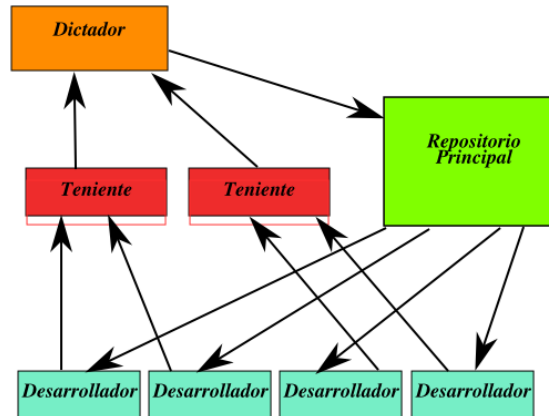 Dictador
Repositorio
Principal
Teniente
Teniente
Desarrollador
Desarrollador
Desarrollador
Desarrollador